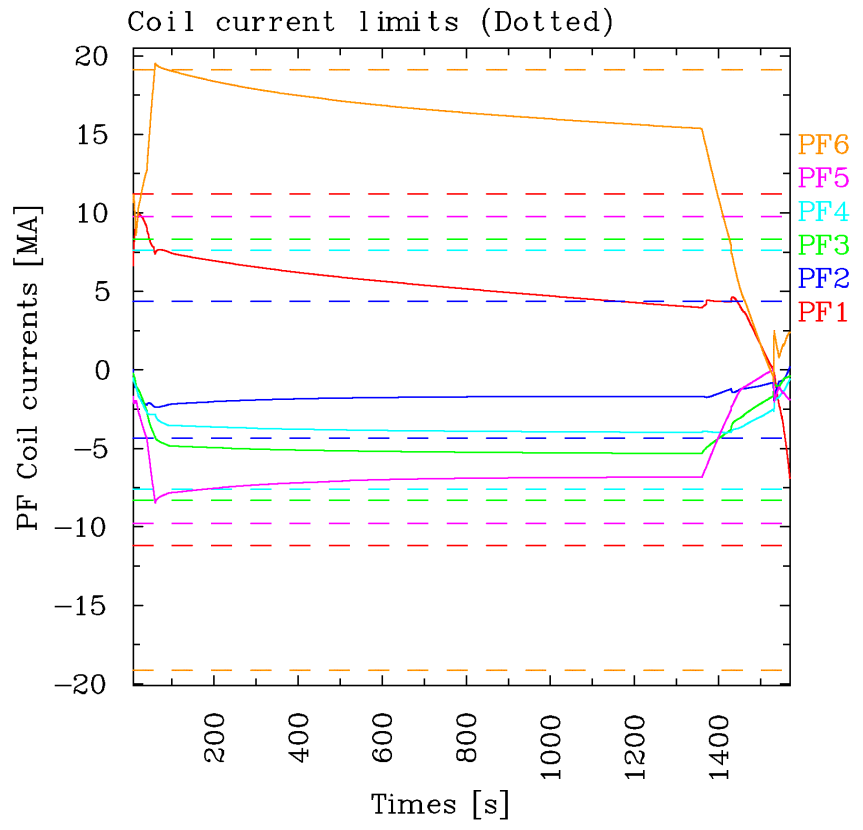 Coil current limits (Dotted)
20
15
10
5
0
−5
−10
−15
−20
PF Coil currents [MA]
PF6
PF5
PF4
PF3
PF2
PF1
200
400
600
800
1000
1200
1400
Times [s]